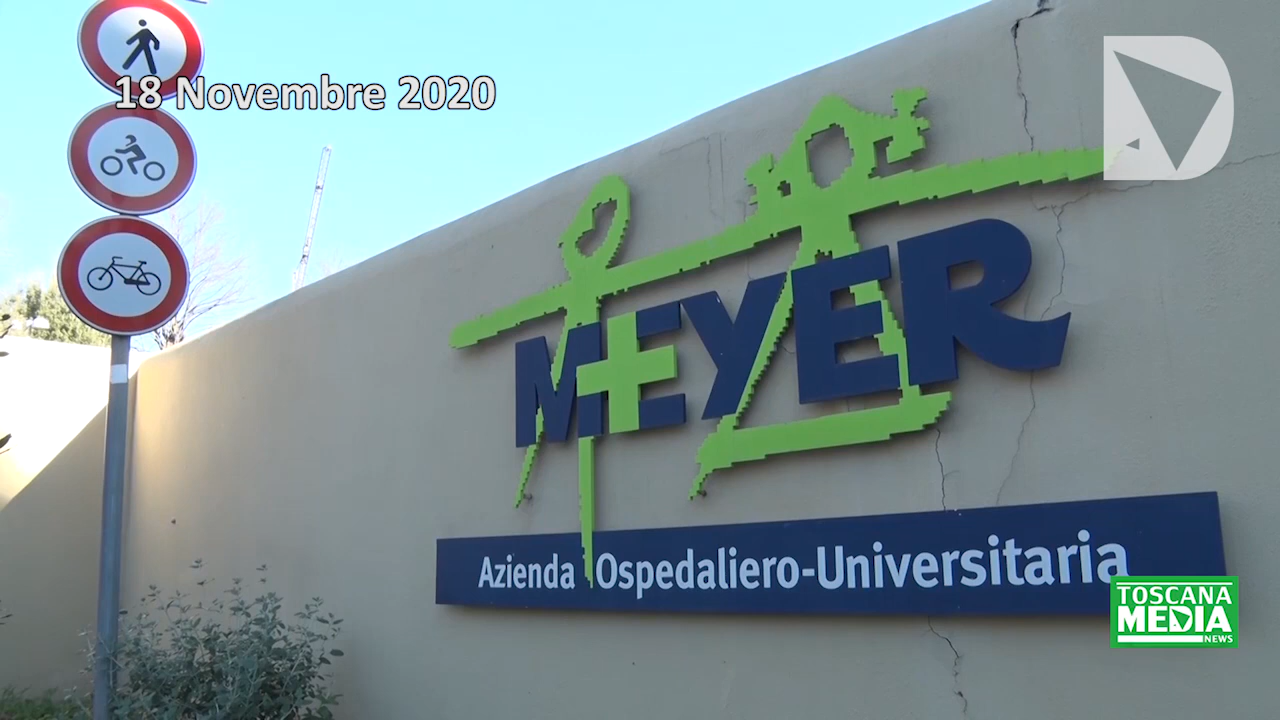 18 Novembre 2020
MEYER
Azienda Ospedaliero-Universitaria
TOSCANA
MEDIA
NEWS